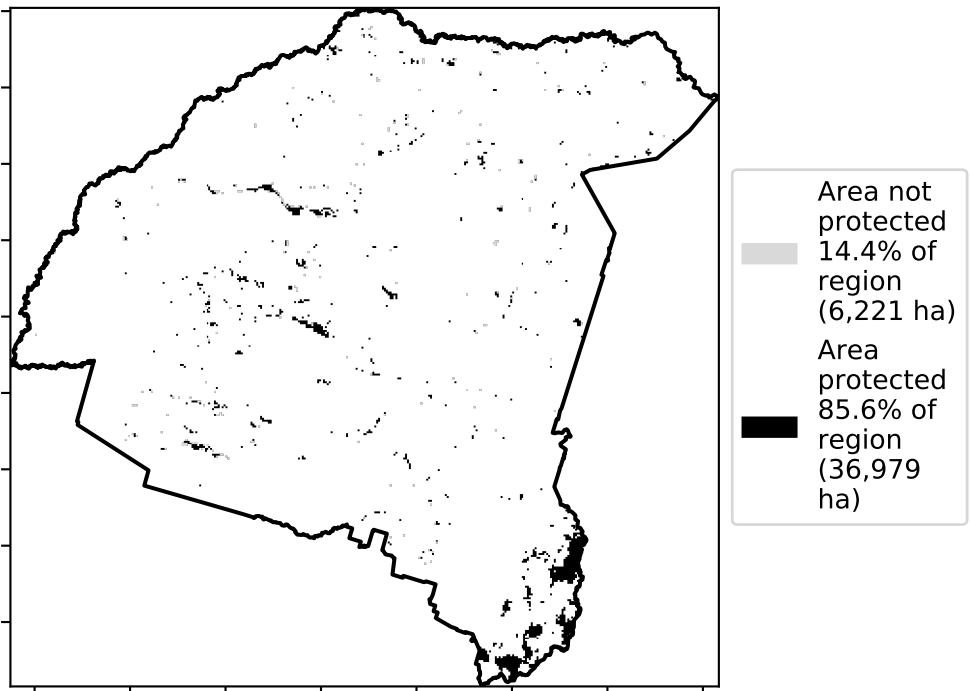 Area not
protected
14.4% of
region
(6,221 ha)
Area
protected
85.6% of
region
(36,979
ha)